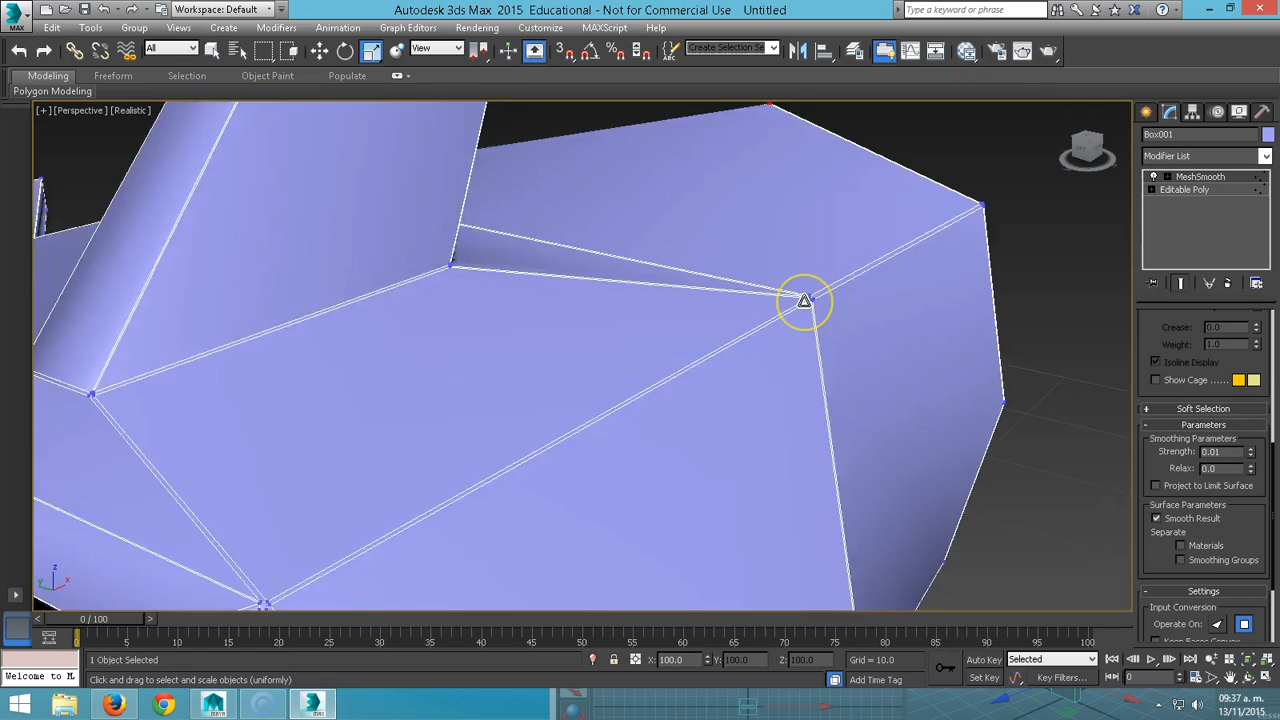 MAX
Workspace: Default
Autodesk 3ds Max 2015 Educational - Not for Commercial Use Untitled
Type a keyword or phrase
Edit Tools Group Views Create Modifiers Animation Graph Editors Rendering Customize MAXScript Help
All
View
3
Create Selection Se
Modeling Freeform Selection Object Paint Populate
Polygon Modeling
[+] [Perspective] [Realistic]
Box001
Modifier List
MeshSmooth
Editable Poly
Crease: 0.0
Weight: 1.0
Isoline Display
Show Cage ......
+ Soft Selection
- Parameters
Smoothing Parameters
Strength: 0.01
Relax: 0.0
Project to Limit Surface
Surface Parameters
Smooth Result
Separate
Materials
Smoothing Groups
- Settings
Input Conversion
Operate On:
z
y
x
0 / 100
0 5 10 15 20 25 30 35 40 45 50 55 60 65 70 75 80 85 90 95 100
1 Object Selected
X: 100.0 Y: 100.0 Z: 100.0
Grid = 10.0
Auto Key
Selected
Welcome to M
Click and drag to select and scale objects (uniformly)
Add Time Tag
Set Key
Key Filters...
0
09:37 a. m.
13/11/2015